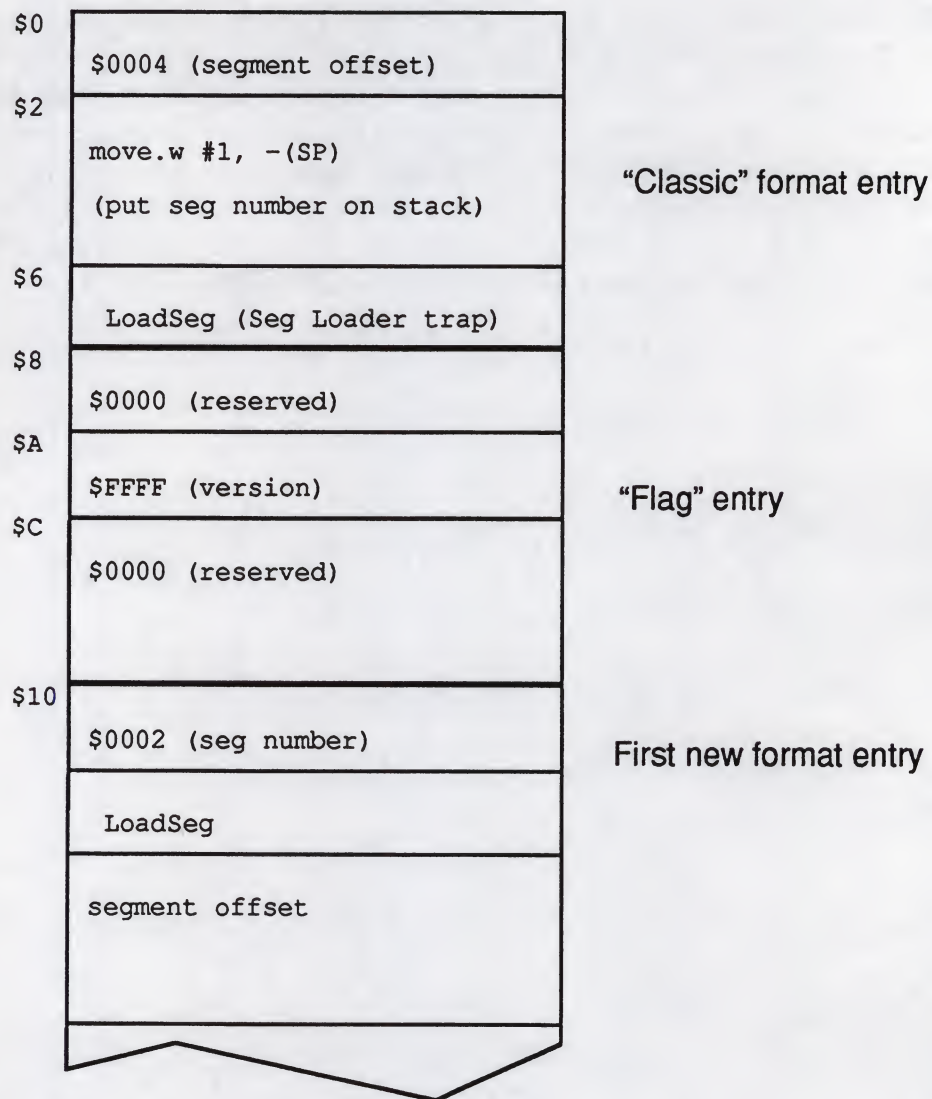 $0
$0004 (segment offset)
$2
move.w #1, -(SP)
(put seg number on stack)
“Classic” format entry
$6
LoadSeg (Seg Loader trap)
$8
$0000 (reserved)
$A
$FFFF (version)
“Flag” entry
$C
$0000 (reserved)
$10
$0002 (seg number)
First new format entry
LoadSeg
segment offset